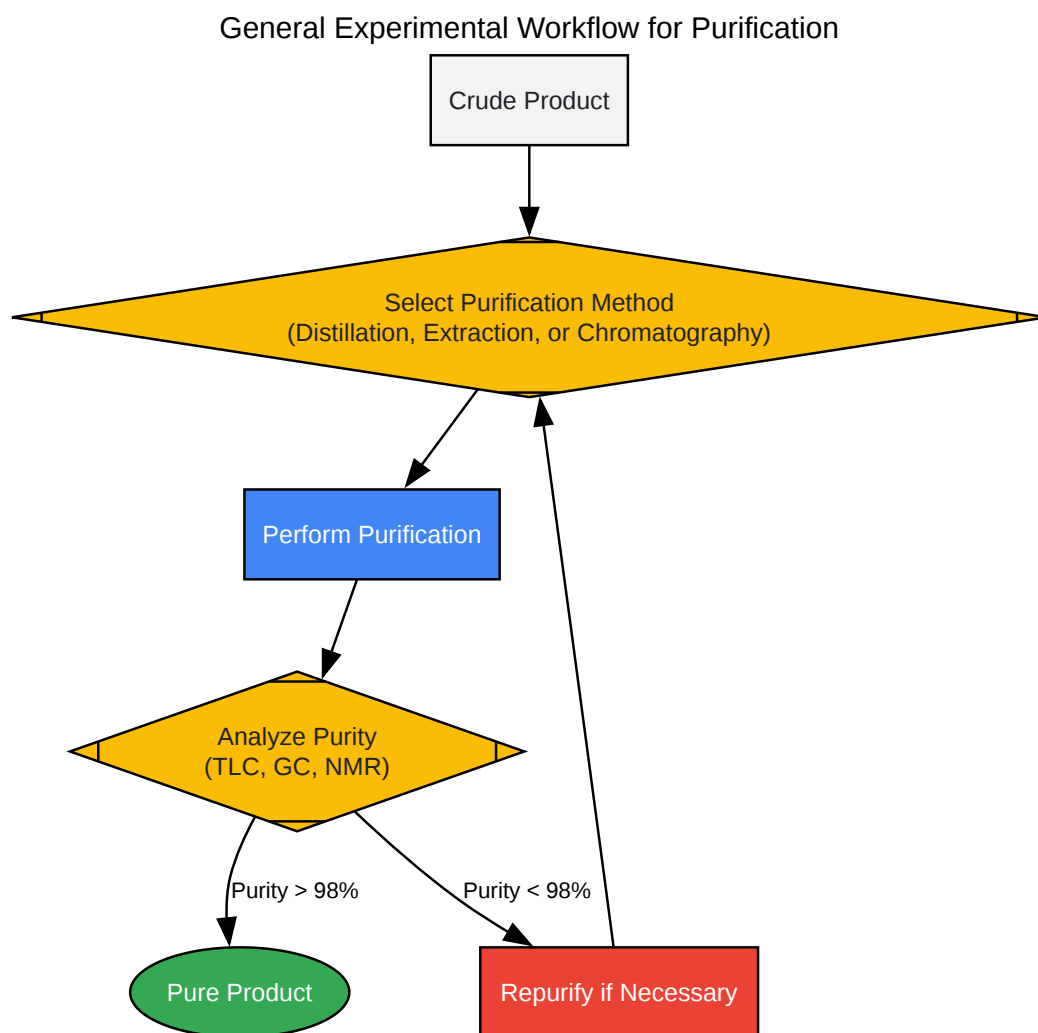 General Experimental Workflow for Purification
Crude Product
Select Purification Method
(Distillation, Extraction, or Chromatography)
Perform Purification
Analyze Purity
(TLC, GC, NMR)
Purity > 98%
Purity < 98%
Pure Product
Repurify if Necessary